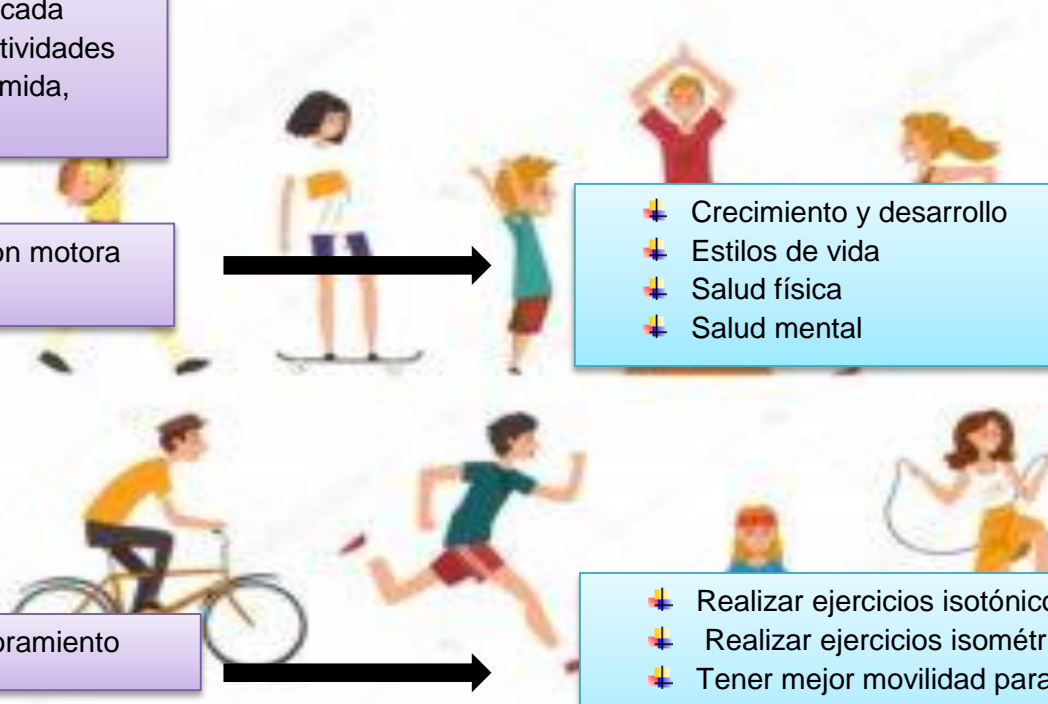 cada
tividades
mida,
on motora
Crecimiento y desarrollo
Estilos de vida
Salud física
Salud mental
oramiento
Realizar ejercicios isotónico
Realizar ejercicios isométr
Tener mejor movilidad para